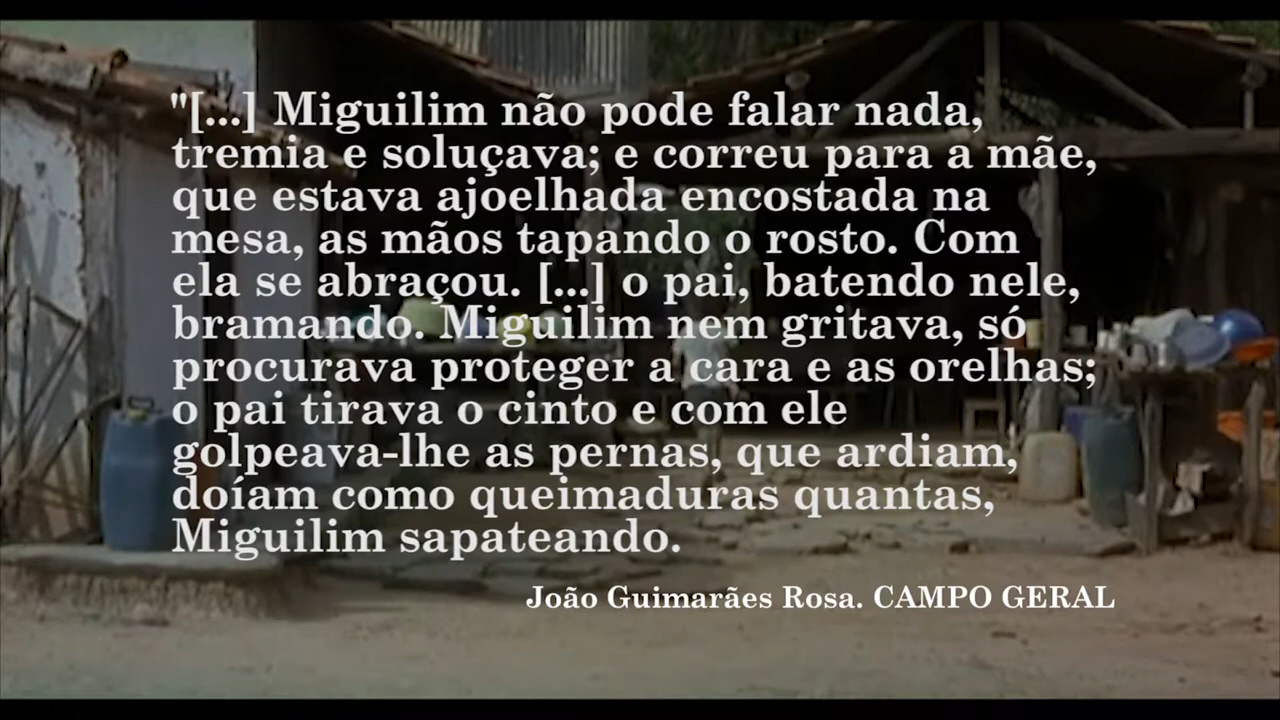 "[...] Miguilim não pode falar nada,
tremia e soluçava; e correu para a mãe,
que estava ajoelhada encostada na
mesa, as mãos tapando o rosto. Com
ela se abraçou. [...] o pai, batendo nele,
bramando. Miguilim nem gritava, só
procurava proteger a cara e as orelhas;
o pai tirava o cinto e com ele
golpeava-lhe as pernas, que ardiam,
doíam como queimaduras quantas,
Miguilim sapateando.
João Guimarães Rosa. CAMPO GERAL